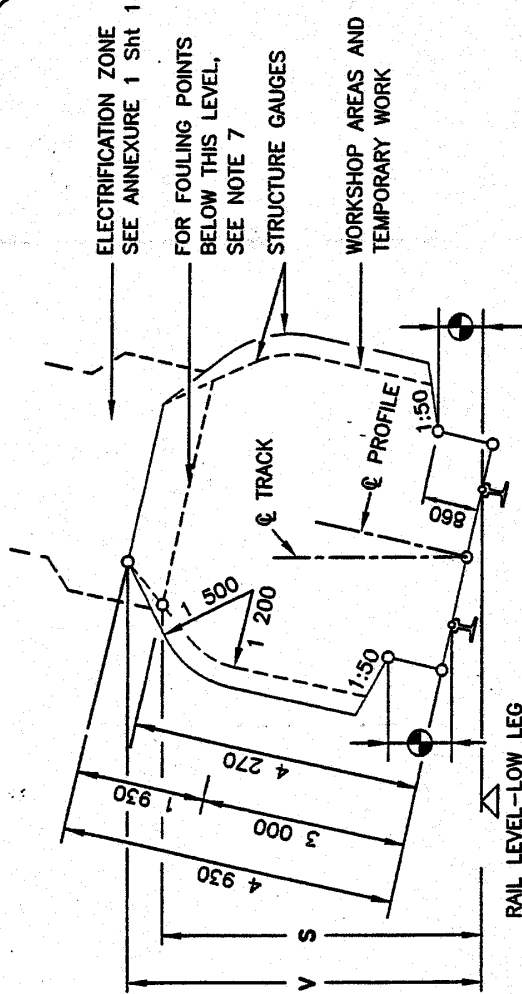 ELECTRIFICATION ZONE
SEE ANNEXURE 1 Sht 1
FOR FOULING POINTS
BELOW THIS LEVEL,
SEE NOTE 7
STRUCTURE GAUGES
WORKSHOP AREAS AND
TEMPORARY WORK
℄ TRACK
℄ PROFILE
1:50
860
1 500
1 200
1:50
4 270
1 930
3 000
4 930
S
V
RAIL LEVEL-LOW LEG